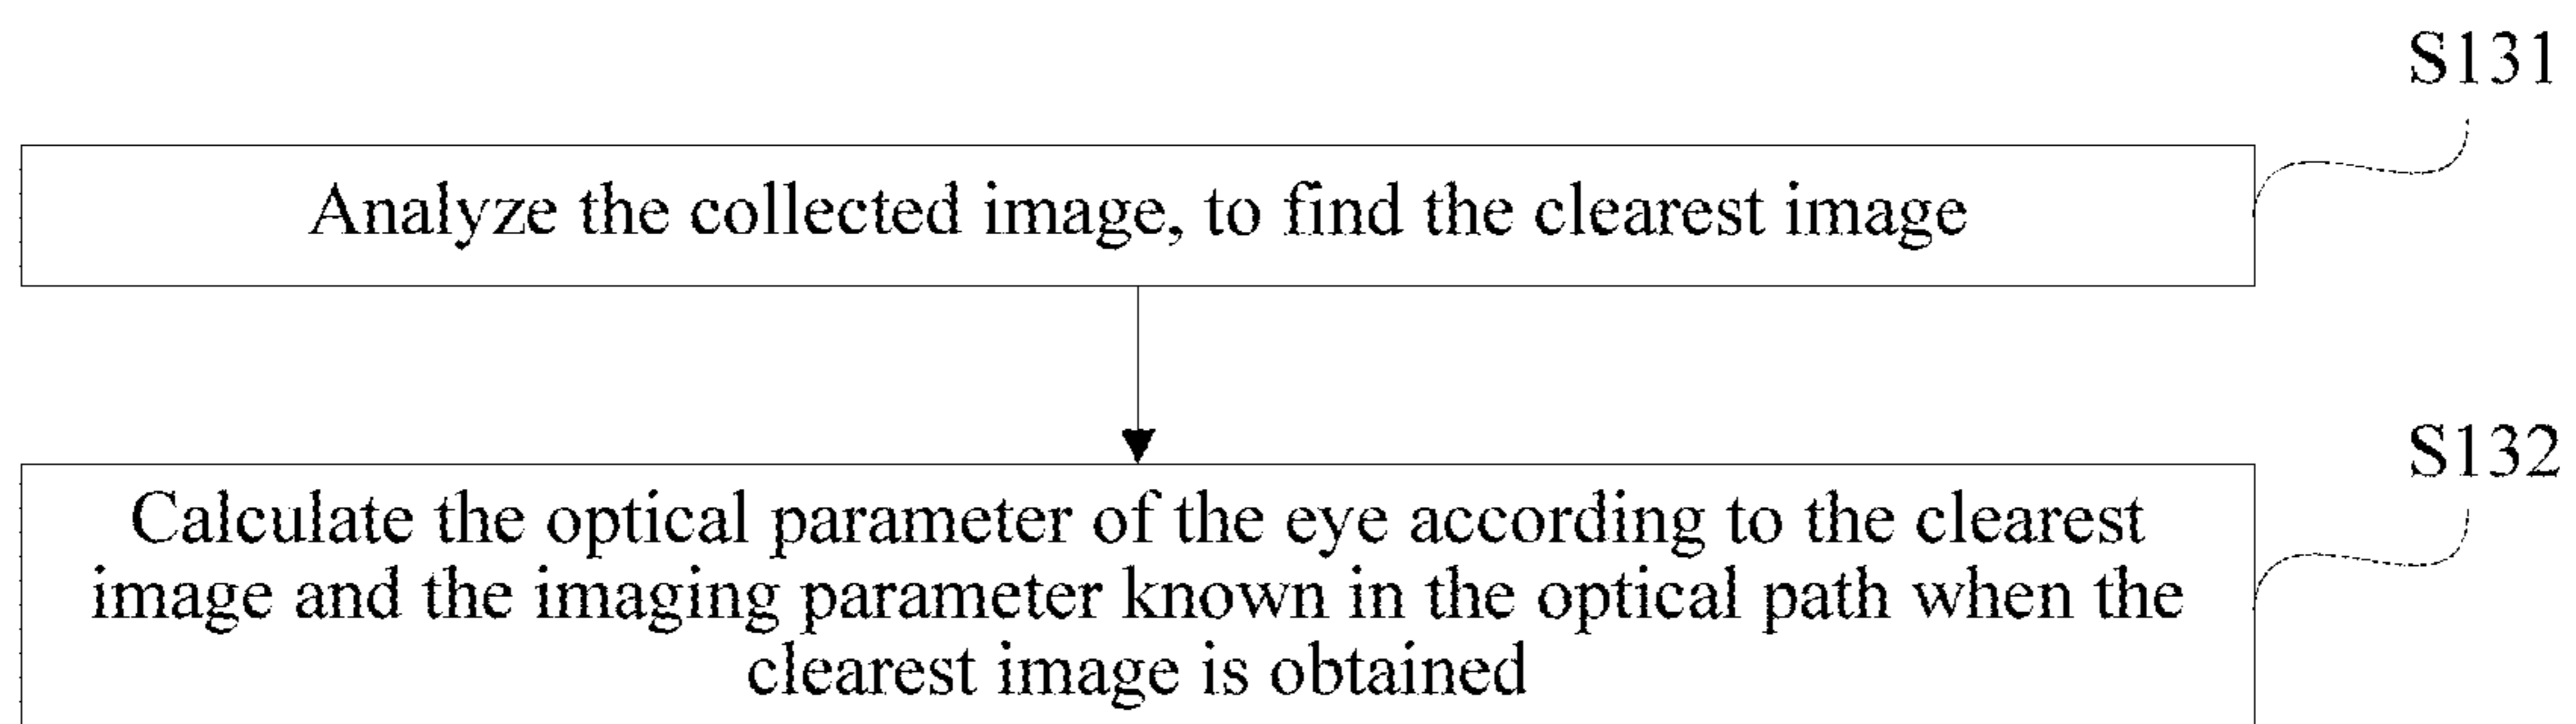 S131
Analyze the collected image, to find the clearest image
S132
Calculate the optical parameter of the eye according to the clearest
image and the imaging parameter known in the optical path when the
clearest image is obtained